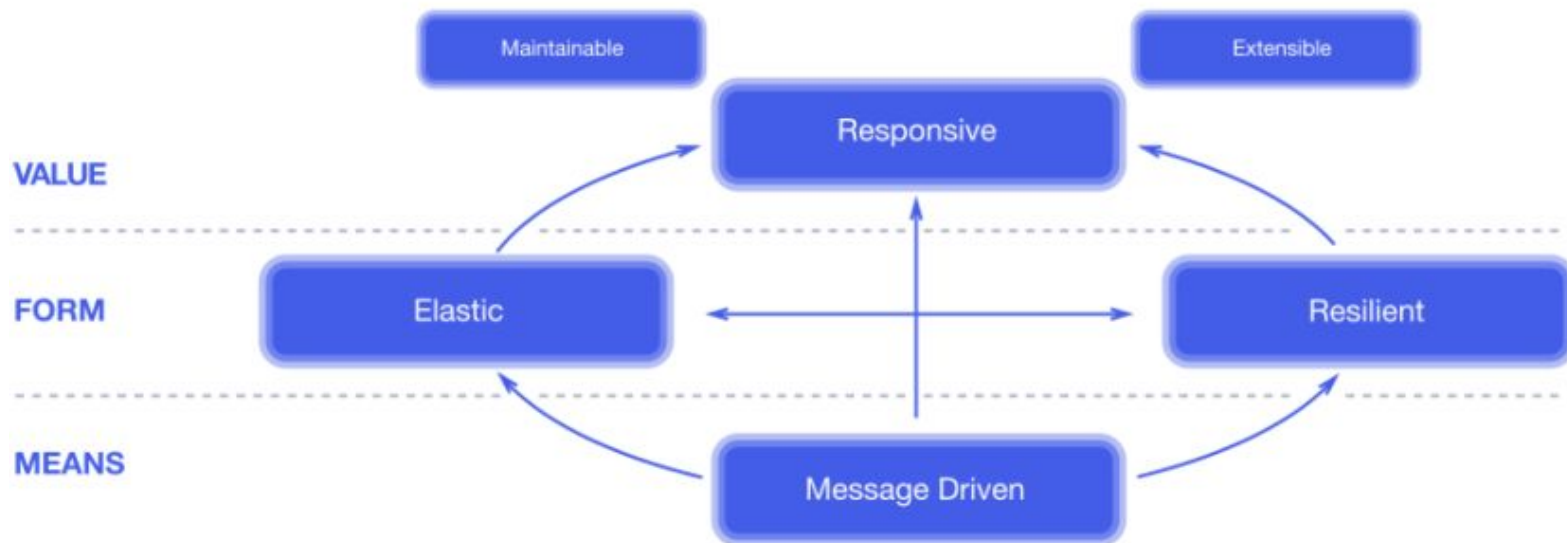 Maintainable
Extensible
Responsive
VALUE
FORM
Elastic
Resilient
MEANS
Message Driven